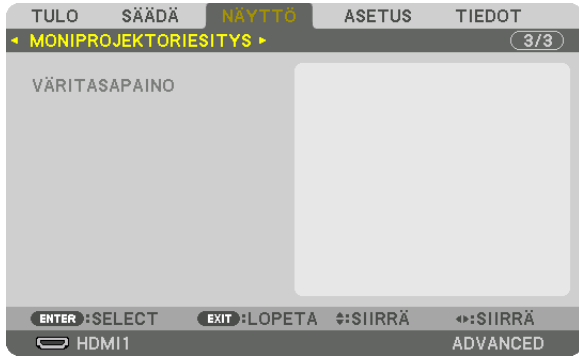 TULO SÄÄDÄ NÄYTTÖ ASETUS TIEDOT
MONIPROJEKTORIESITYS 3/3
VÄRITASAPAINO
ENTER :SELECT EXIT :LOPETA :SIIRRÄ :SIIRRÄ
HDMI1 ADVANCED